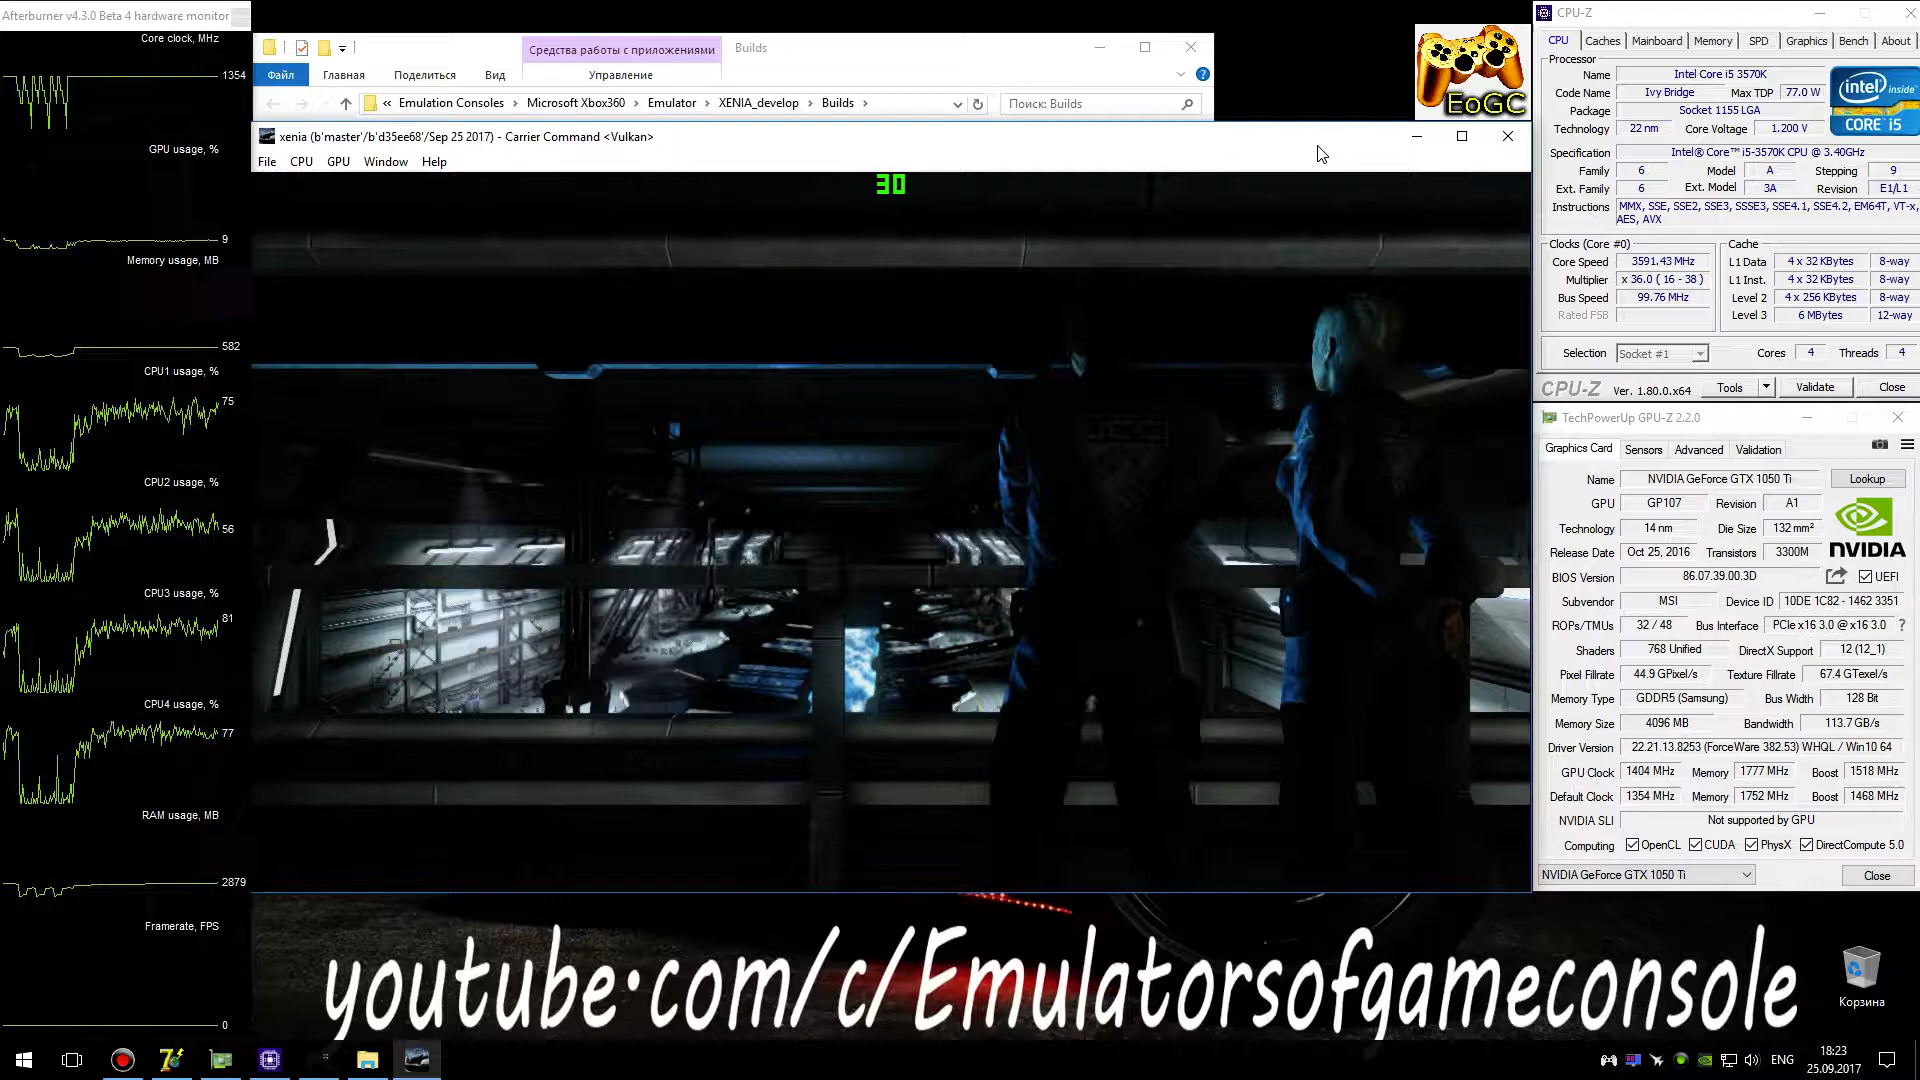 Afterburner v4.3.0 Beta 4 hardware monitor
Core clock, MHz
1354
GPU usage, %
9
Memory usage, MB
582
CPU1 usage, %
75
CPU2 usage, %
56
CPU3 usage, %
81
CPU4 usage, %
77
RAM usage, MB
2879
Framerate, FPS
0
Средства работы с приложениями
Builds
Файл
Главная
Поделиться
Вид
Управление
« Emulation Consoles > Microsoft Xbox360 > Emulator > XENIA_develop > Builds >
Поиск: Builds
EoGC
xenia (b'master'/b'd35ee68'/Sep 25 2017) - Carrier Command <Vulkan>
File CPU GPU Window Help
30
CPU-Z
CPU Caches Mainboard Memory SPD Graphics Bench About
Processor
Name Intel Core i5 3570K
Code Name Ivy Bridge Max TDP 77.0 W
Package Socket 1155 LGA
Technology 22 nm Core Voltage 1.200 V
intel inside™
CORE i5
Specification Intel® Core™ i5-3570K CPU @ 3.40GHz
Family 6 Model A Stepping 9
Ext. Family 6 Ext. Model 3A Revision E1/L1
Instructions MMX, SSE, SSE2, SSE3, SSSE3, SSE4.1, SSE4.2, EM64T, VT-x,
AES, AVX
Clocks (Core #0)
Core Speed 3591.43 MHz
Multiplier x 36.0 ( 16 - 38 )
Bus Speed 99.76 MHz
Rated FSB
Cache
L1 Data 4 x 32 KBytes 8-way
L1 Inst. 4 x 32 KBytes 8-way
Level 2 4 x 256 KBytes 8-way
Level 3 6 MBytes 12-way
Selection Socket #1 Cores 4 Threads 4
CPU-Z Ver. 1.80.0.x64 Tools Validate Close
TechPowerUp GPU-Z 2.2.0
Graphics Card Sensors Advanced Validation
Name NVIDIA GeForce GTX 1050 Ti Lookup
GPU GP107 Revision A1
Technology 14 nm Die Size 132 mm²
Release Date Oct 25, 2016 Transistors 3300M
NVIDIA
BIOS Version 86.07.39.00.3D UEFI
Subvendor MSI Device ID 10DE 1C82 - 1462 3351
ROPs/TMUs 32 / 48 Bus Interface PCIe x16 3.0 @ x16 3.0 ?
Shaders 768 Unified DirectX Support 12 (12_1)
Pixel Fillrate 44.9 GPixel/s Texture Fillrate 67.4 GTexel/s
Memory Type GDDR5 (Samsung) Bus Width 128 Bit
Memory Size 4096 MB Bandwidth 113.7 GB/s
Driver Version 22.21.13.8253 (ForceWare 382.53) WHQL / Win10 64
GPU Clock 1404 MHz Memory 1777 MHz Boost 1518 MHz
Default Clock 1354 MHz Memory 1752 MHz Boost 1468 MHz
NVIDIA SLI Not supported by GPU
Computing OpenCL CUDA PhysX DirectCompute 5.0
NVIDIA GeForce GTX 1050 Ti Close
youtube.com/c/Emulatorsofgameconsole
Корзина
ENG
18:23
25.09.2017